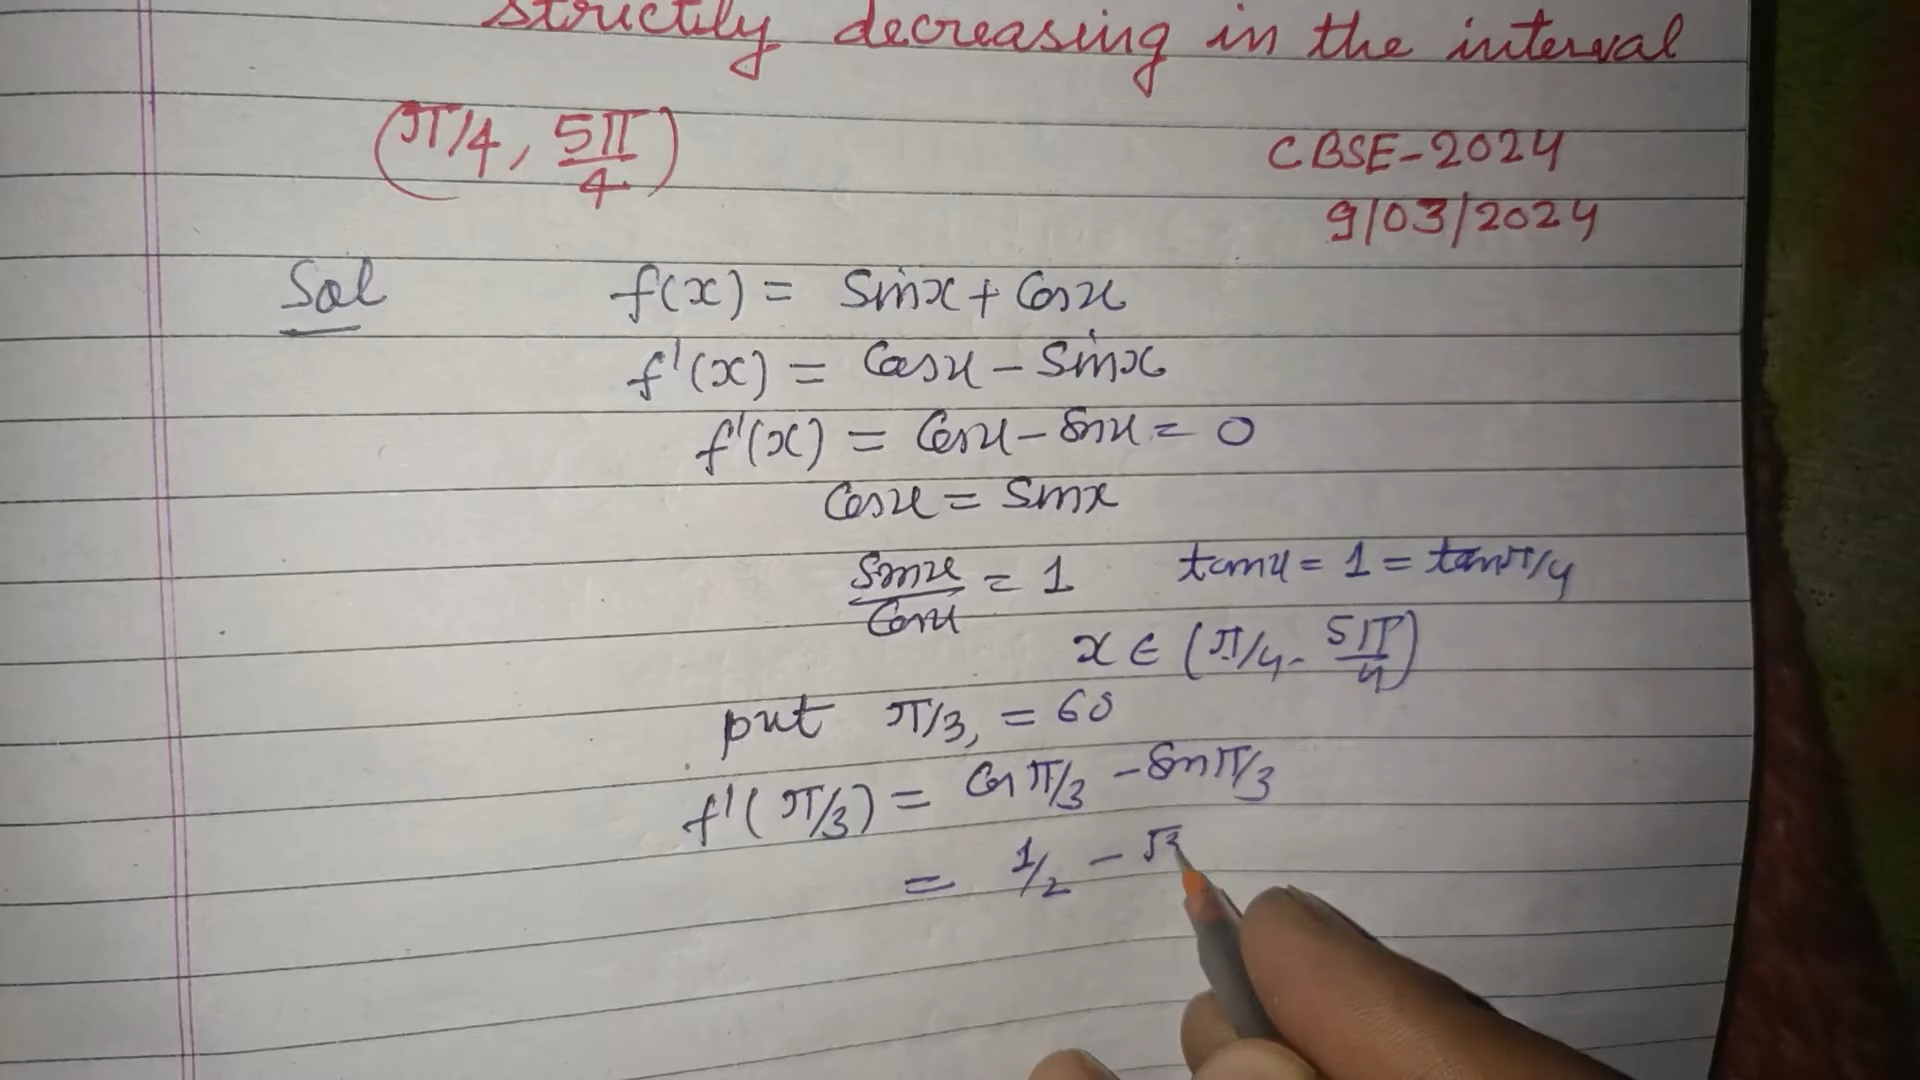 strictily decreasing in the interval
(π/4, 5π/4)
CBSE-2024
9/03/2024
Sol f(x) = Sinx + Cosx
f'(x) = Cosx - Sinx
f'(x) = Cosx - Sinx = 0
Cosx = Sinx
Sinx/Cosx = 1 tanx = 1 = tanπ/4
x ∈ (π/4, 5π/4)
put π/3, = 60
f'(π/3) = Cosπ/3 - Sinπ/3
= 1/2 - √3